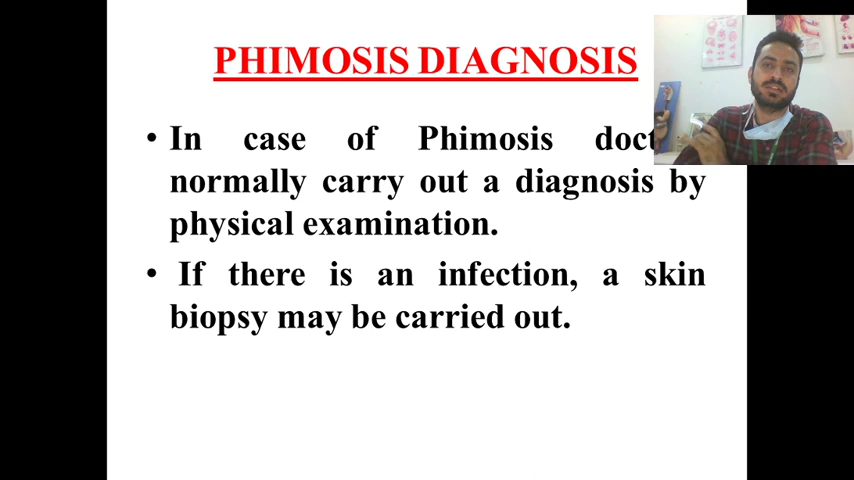 PHIMOSIS DIAGNOSIS
• In case of Phimosis
normally carry out a diagnosis by
physical examination.
• If there is an infection, a skin
biopsy may be carried out.